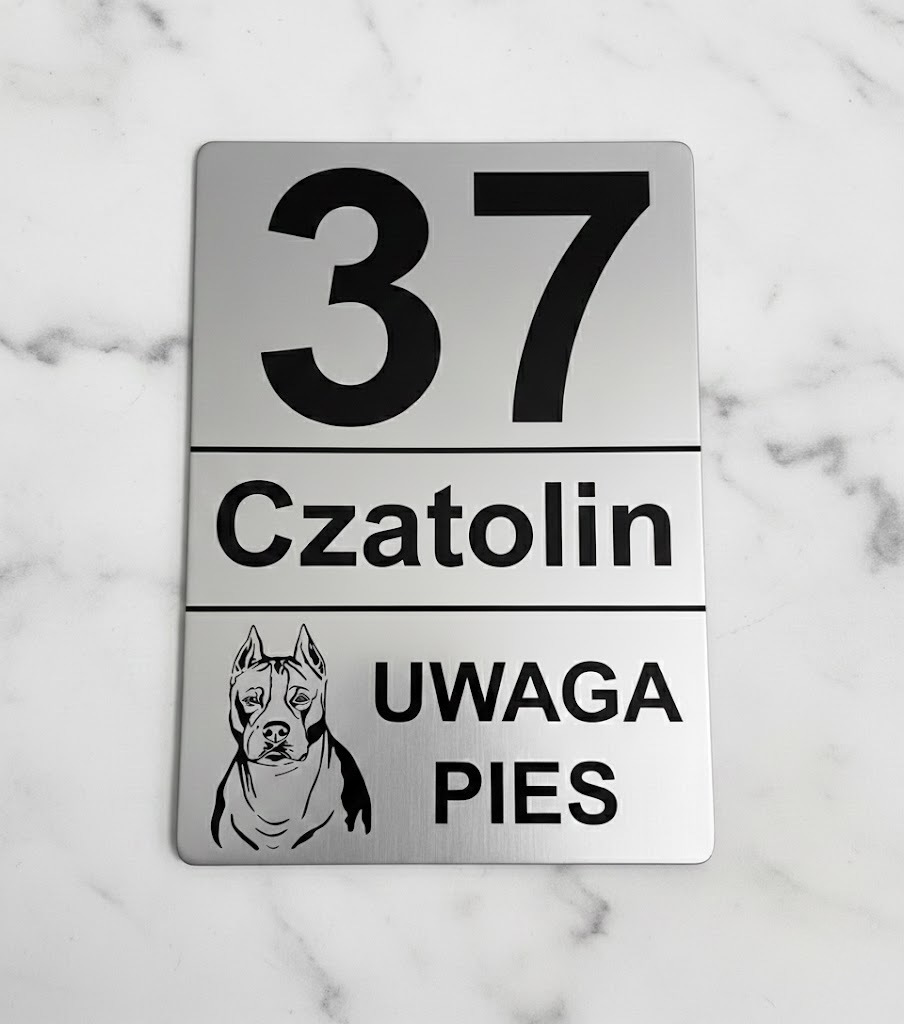 37
Czatolin
UWAGA
PIES